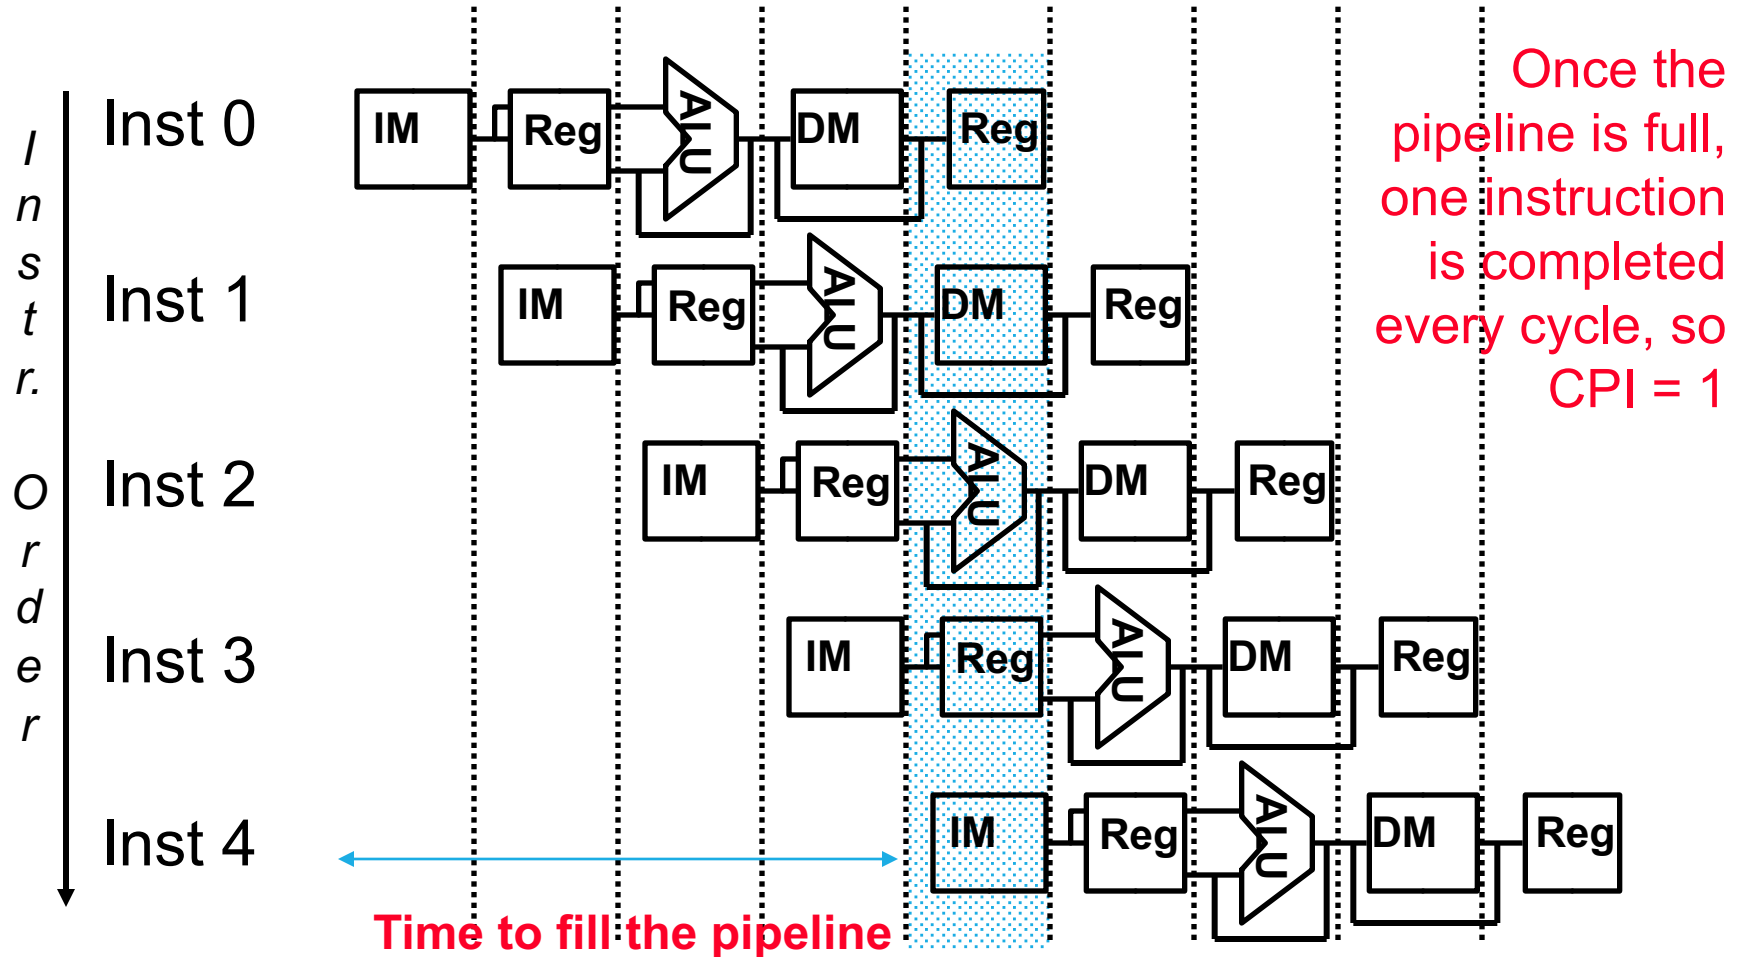 Once the
pipeline is full,
one instruction
is completed
every cycle, so
CPI = 1
Instr. Order
Inst 0
IM Reg ALU DM Reg
Inst 1
IM Reg ALU DM Reg
Inst 2
IM Reg ALU DM Reg
Inst 3
IM Reg ALU DM Reg
Inst 4
IM Reg ALU DM Reg
Time to fill the pipeline